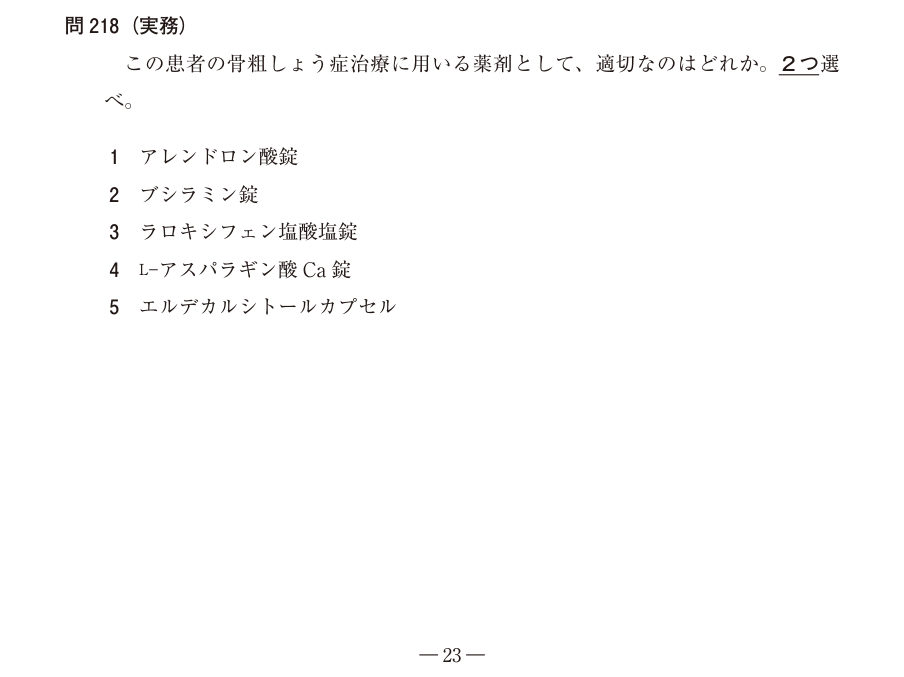 問 218（実務）
この患者の骨粗しょう症治療に用いる薬剤として、適切なのはどれか。２つ選
べ。
1 アレンドロン酸錠
2 ブシラミン錠
3 ラロキシフェン塩酸塩錠
4 L-アスパラギン酸 Ca 錠
5 エルデカルシトールカプセル
— 23 —